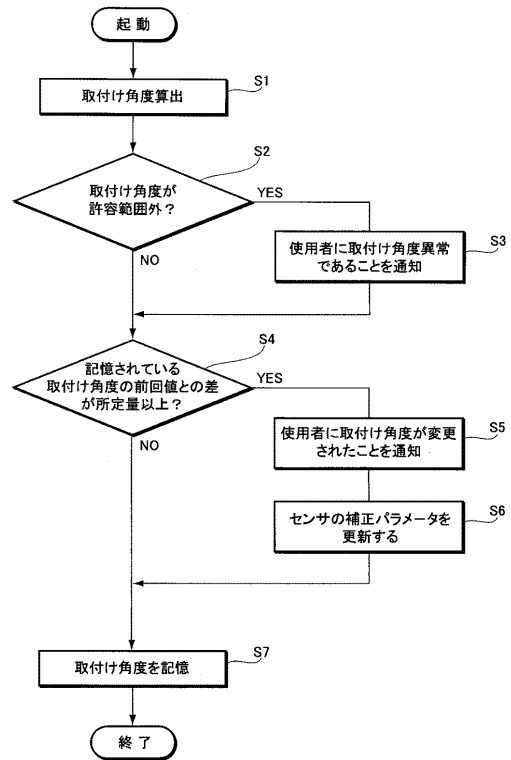 起 動
S1
取付け角度算出
S2
取付け角度が
許容範囲外？
YES
NO
S3
使用者に取付け角度異常
であることを通知
S4
記憶されている
取付け角度の前回値との差
が所定量以上？
YES
NO
S5
使用者に取付け角度が変更
されたことを通知
S6
センサの補正パラメータを
更新する
S7
取付け角度を記憶
終 了